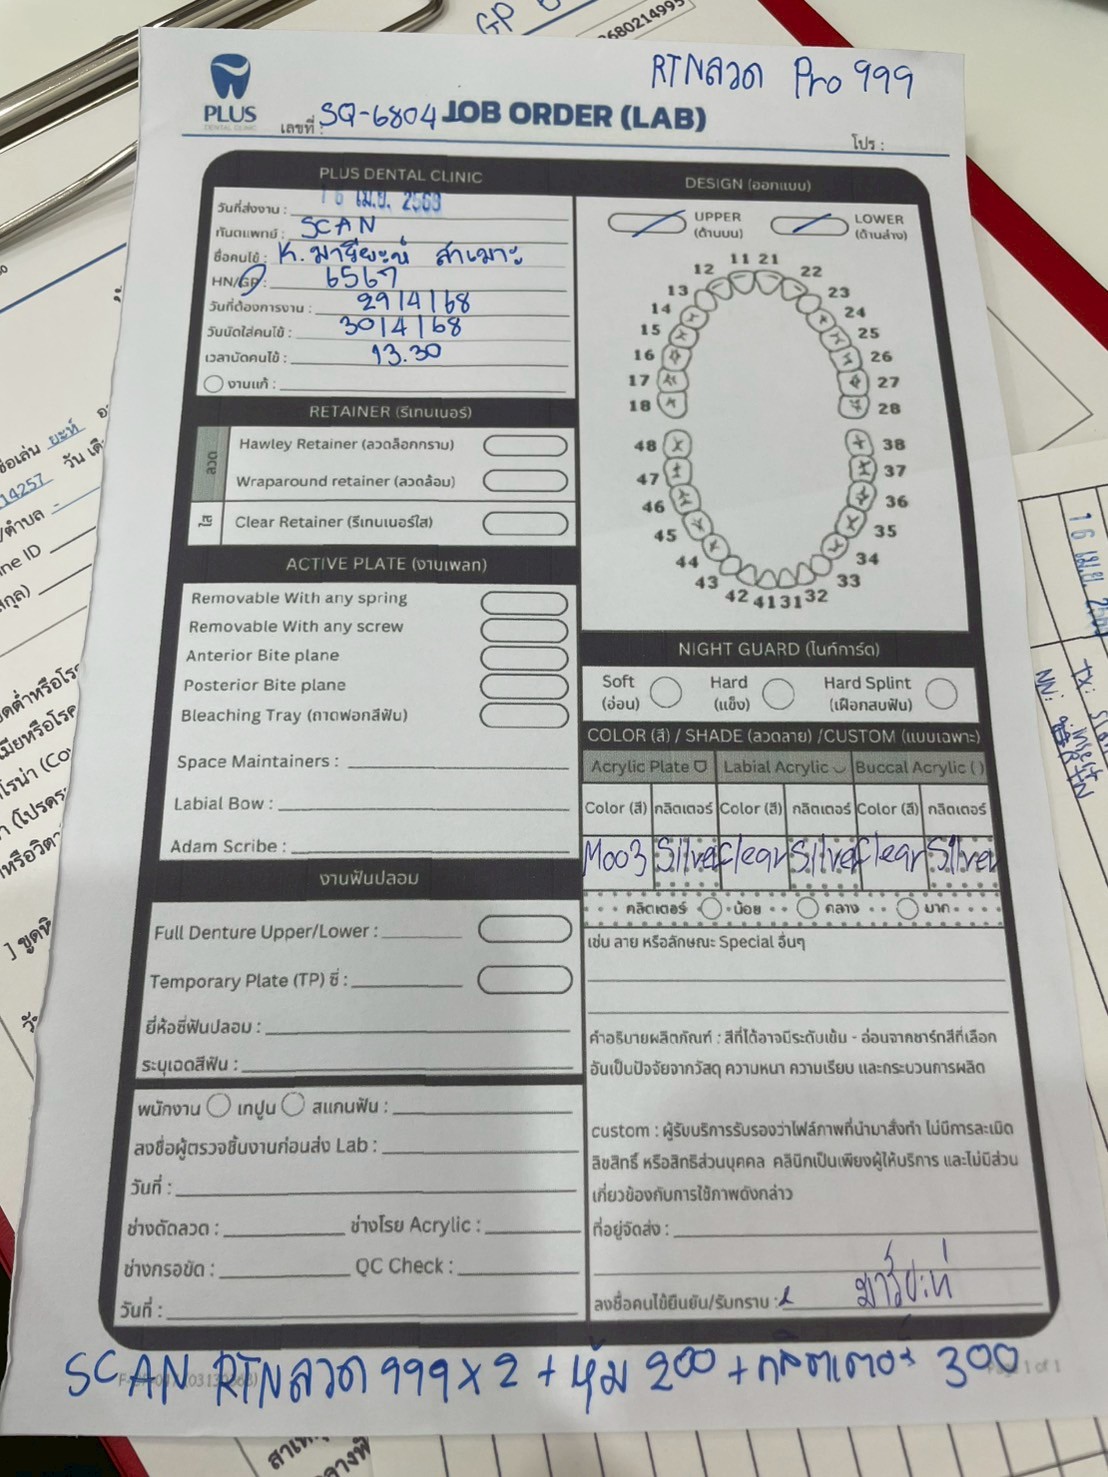 GP
680214995
RTNลวด Pro 999
PLUS
DENTAL CLINIC
เลขที่ : SQ-6804 JOB ORDER (LAB)
โปร :
PLUS DENTAL CLINIC
วันที่ส่งงาน : 16 เม.ย. 2568
ทันตแพทย์ : SCAN
ชื่อคนไข้ : K. มารียะห์ สาเมาะ
HN/GP : 6567
วันที่ต้องการงาน : 29/4/68
วันนัดใส่คนไข้ : 30/4/68
เวลานัดคนไข้ : 13.30
งานแก้ :
DESIGN (ออกแบบ)
UPPER (ด้านบน)
LOWER (ด้านล่าง)
11 21
12 22
13 23
14 24
15 25
16 26
17 27
18 28
48 38
47 37
46 36
45 35
44 34
43 33
42 41 31 32
RETAINER (รีเทนเนอร์)
ลวด
Hawley Retainer (ลวดล็อกกราม)
Wraparound retainer (ลวดล้อม)
ใส
Clear Retainer (รีเทนเนอร์ใส)
ACTIVE PLATE (งานเพลท)
Removable With any spring
Removable With any screw
Anterior Bite plane
Posterior Bite plane
Bleaching Tray (ถาดฟอกสีฟัน)
Space Maintainers :
Labial Bow :
Adam Scribe :
NIGHT GUARD (ไนท์การ์ด)
Soft (อ่อน)
Hard (แข็ง)
Hard Splint (เฝือกสบฟัน)
COLOR (สี) / SHADE (ลวดลาย) /CUSTOM (แบบเฉพาะ)
Acrylic Plate Labial Acrylic Buccal Acrylic ( )
Color (สี) กลิตเตอร์ Color (สี) กลิตเตอร์ Color (สี) กลิตเตอร์
M003 Silver clear Silver clear Silver
กลิตเตอร์ น้อย กลาง มาก
เช่น ลาย หรือลักษณะ Special อื่นๆ
งานฟันปลอม
Full Denture Upper/Lower :
Temporary Plate (TP) ซี่ :
ยี่ห้อซี่ฟันปลอม :
ระบุเฉดสีฟัน :
คำอธิบายผลิตภัณฑ์ : สีที่ได้อาจมีระดับเข้ม - อ่อนจากชาร์ทสีที่เลือก
อันเป็นปัจจัยจากวัสดุ ความหนา ความเรียบ และกระบวนการผลิต
พนักงาน เทปูน สแกนฟัน :
ลงชื่อผู้ตรวจชิ้นงานก่อนส่ง Lab :
วันที่ :
ช่างดัดลวด : ช่างโรย Acrylic :
ช่างกรอขัด : QC Check :
วันที่ :
custom : ผู้รับบริการรับรองว่าไฟล์ภาพที่นำมาสั่งทำ ไม่มีการละเมิด
ลิขสิทธิ์ หรือสิทธิส่วนบุคคล คลินิกเป็นเพียงผู้ให้บริการ และไม่มีส่วน
เกี่ยวข้องกับการใช้ภาพดังกล่าว
ที่อยู่จัดส่ง :
ลงชื่อคนไข้ยืนยัน/รับทราบ : มารียะห์
SCAN RTNลวด 999 x 2 + หุ้ม 200 + กลิตเตอร์ 300
1 of 1